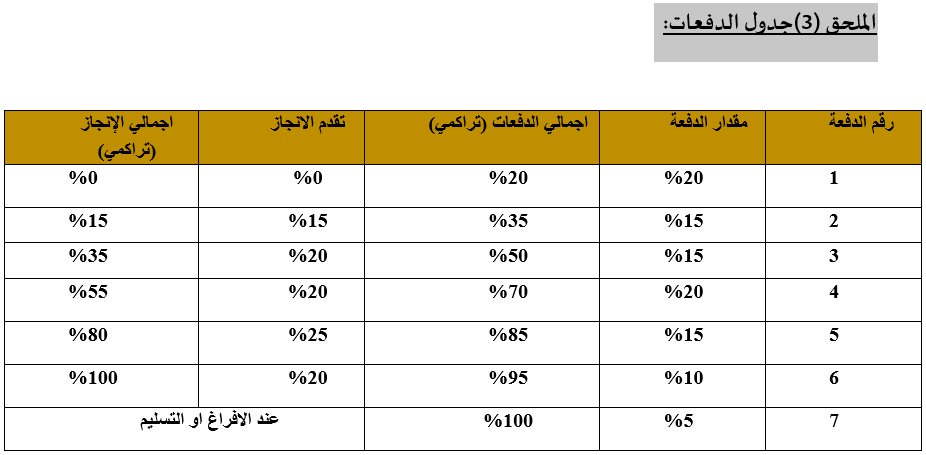 الملحق (3)جدول الدفعات:
رقم الدفعة مقدار الدفعة اجمالي الدفعات (تراكمي) تقدم الانجاز اجمالي الإنجاز (تراكمي)
1 %20 %20 %0 %0
2 %15 %35 %15 %15
3 %15 %50 %20 %35
4 %20 %70 %20 %55
5 %15 %85 %25 %80
6 %10 %95 %20 %100
7 %5 %100 عند الافراغ او التسليم